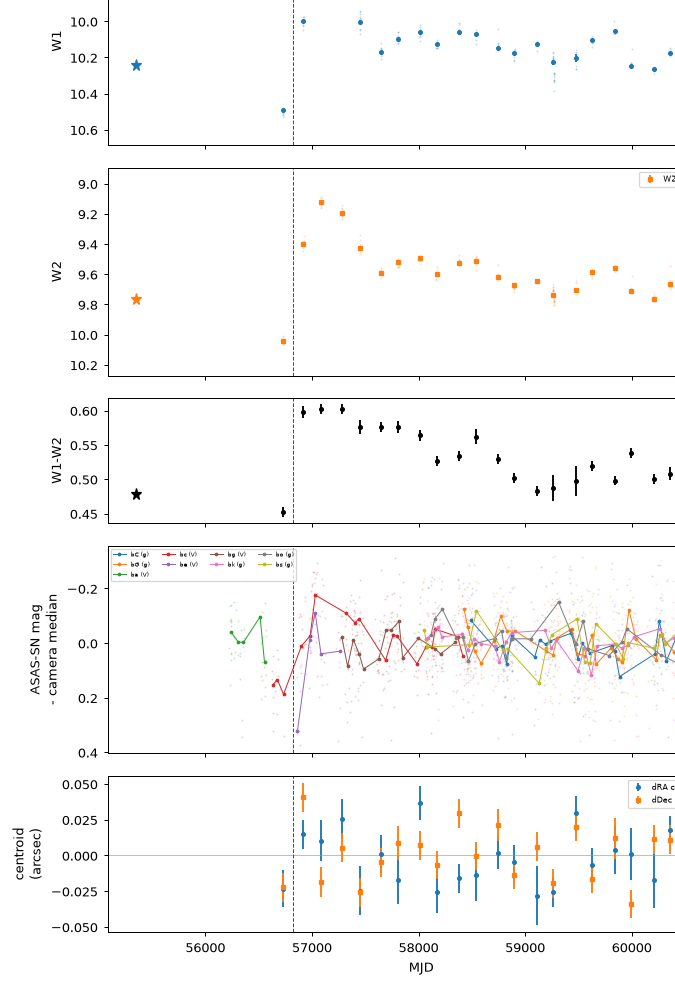 10.0
10.2
10.4
10.6
W1
9.0
9.2
9.4
9.6
9.8
10.0
10.2
W2
W2
0.60
0.55
0.50
0.45
W1-W2
bC (g) bc (V) bg (V) bo (g)
bG (g) be (V) bk (g) bs (g)
ba (V)
−0.2
0.0
0.2
0.4
ASAS-SN mag
- camera median
dRA c
dDec
0.050
0.025
0.000
−0.025
−0.050
centroid
(arcsec)
56000 57000 58000 59000 60000
MJD